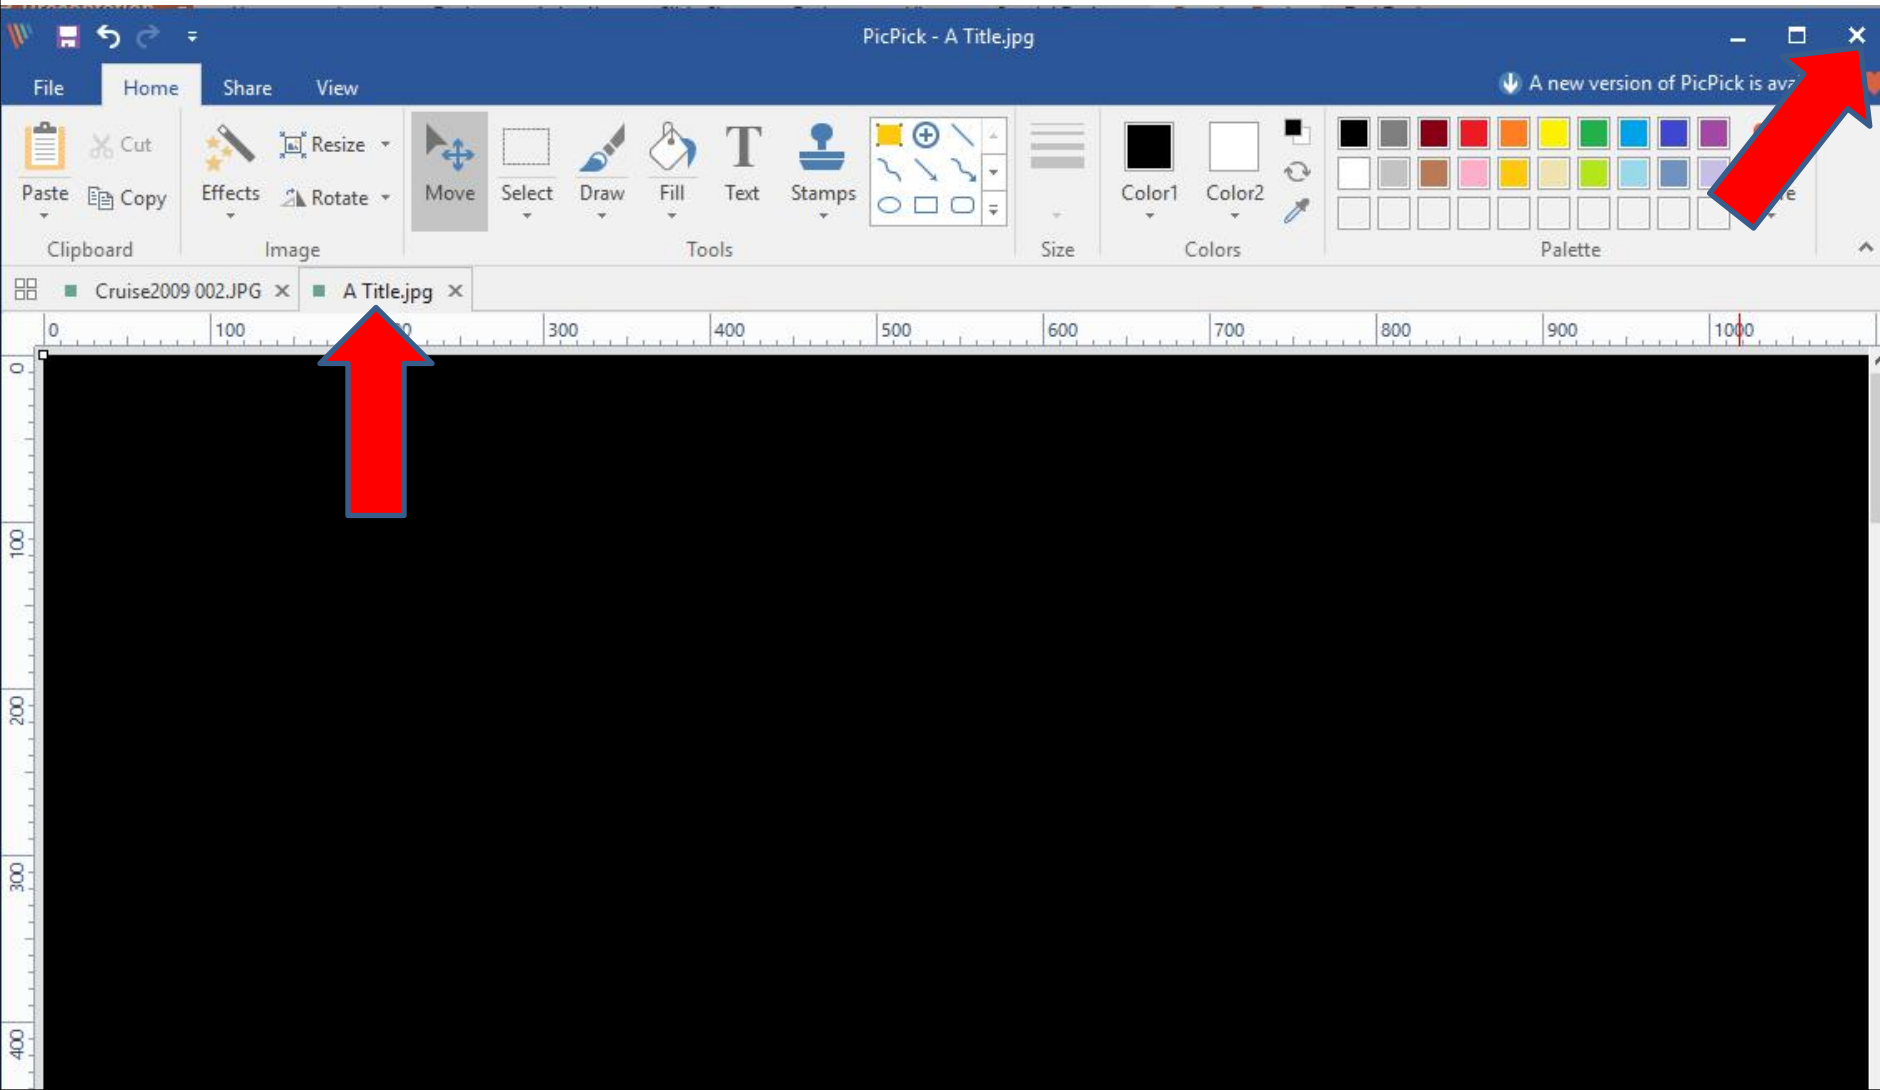 PicPick - A Title.jpg
File Home Share View
A new version of PicPick is
Cut Resize
Paste Copy Effects Rotate Move Select Draw Fill Text Stamps Color1 Color2
Clipboard Image Tools Size Colors Palette
Cruise2009 002.JPG A Title.jpg
0 100 300 400 500 600 700 800 900 1000
0
100
200
300
400